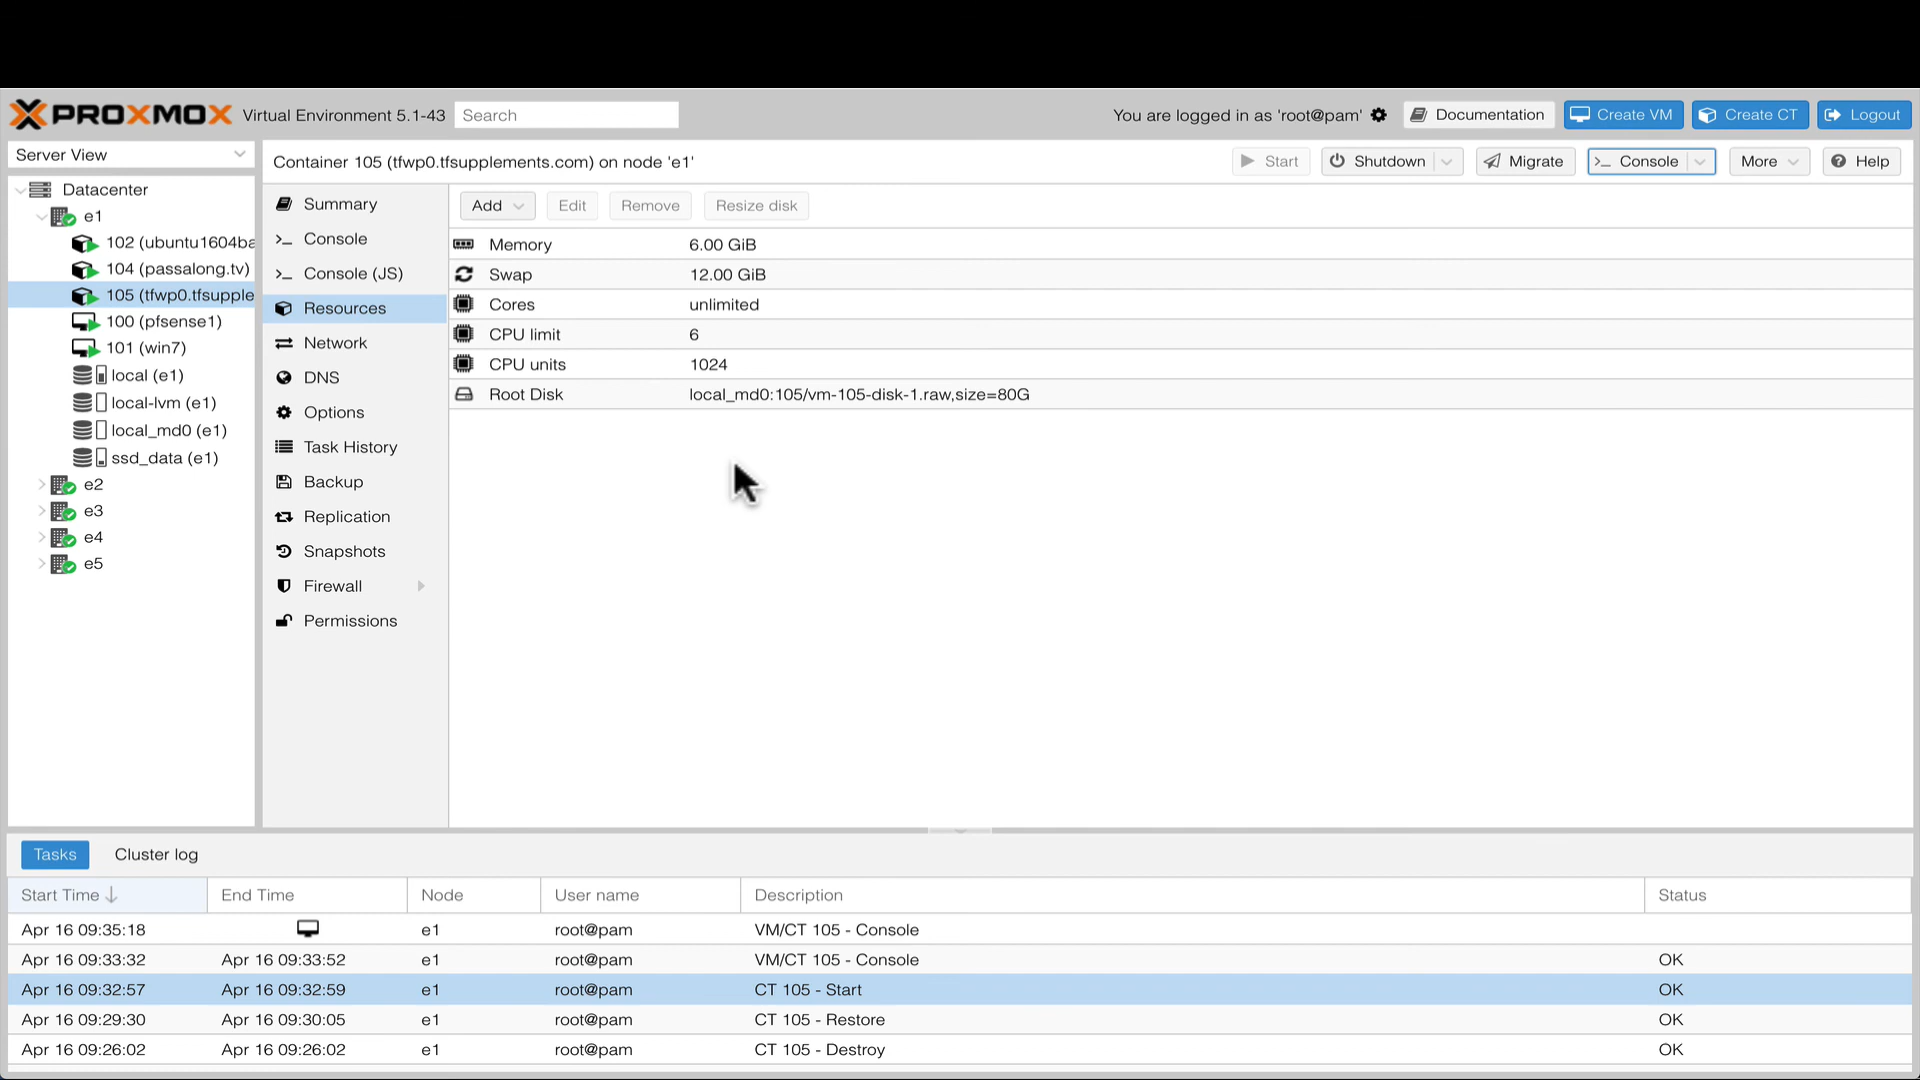 PROXMOX Virtual Environment 5.1-43 Search You are logged in as 'root@pam' Documentation Create VM Create CT Logout
Server View
Container 105 (tfwp0.tfsupplements.com) on node 'e1' Start Shutdown Migrate >_ Console More Help
Datacenter
e1
102 (ubuntu1604ba
104 (passalong.tv)
105 (tfwp0.tfsupple
100 (pfsense1)
101 (win7)
local (e1)
local-lvm (e1)
local_md0 (e1)
ssd_data (e1)
e2
e3
e4
e5
Summary
>_ Console
>_ Console (JS)
Resources
Network
DNS
Options
Task History
Backup
Replication
Snapshots
Firewall
Permissions
Add Edit Remove Resize disk
Memory 6.00 GiB
Swap 12.00 GiB
Cores unlimited
CPU limit 6
CPU units 1024
Root Disk local_md0:105/vm-105-disk-1.raw,size=80G
Tasks Cluster log
Start Time End Time Node User name Description Status
Apr 16 09:35:18 e1 root@pam VM/CT 105 - Console
Apr 16 09:33:32 Apr 16 09:33:52 e1 root@pam VM/CT 105 - Console OK
Apr 16 09:32:57 Apr 16 09:32:59 e1 root@pam CT 105 - Start OK
Apr 16 09:29:30 Apr 16 09:30:05 e1 root@pam CT 105 - Restore OK
Apr 16 09:26:02 Apr 16 09:26:02 e1 root@pam CT 105 - Destroy OK